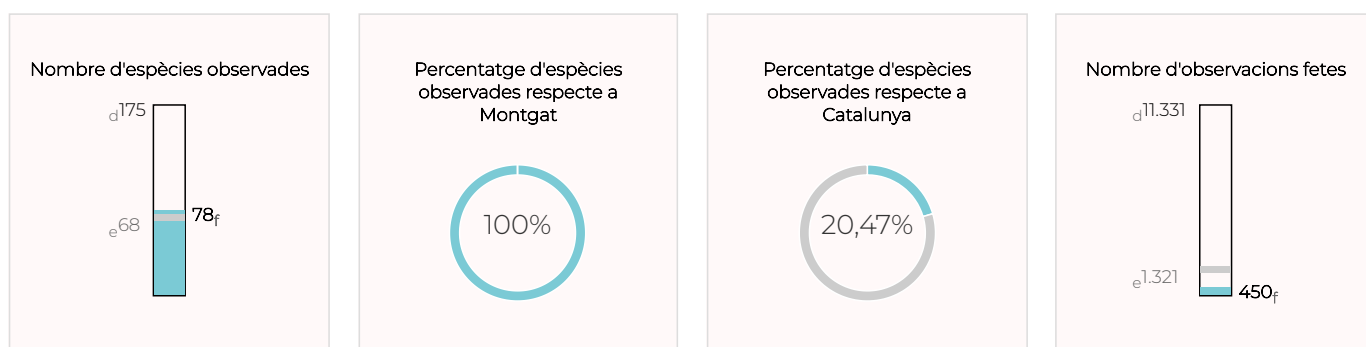 Nombre d'espècies observades
d175
78f
e68
Percentatge d'espècies
observades respecte a
Montgat
100%
Percentatge d'espècies
observades respecte a
Catalunya
20,47%
Nombre d'observacions fetes
d11.331
e1.321
450f